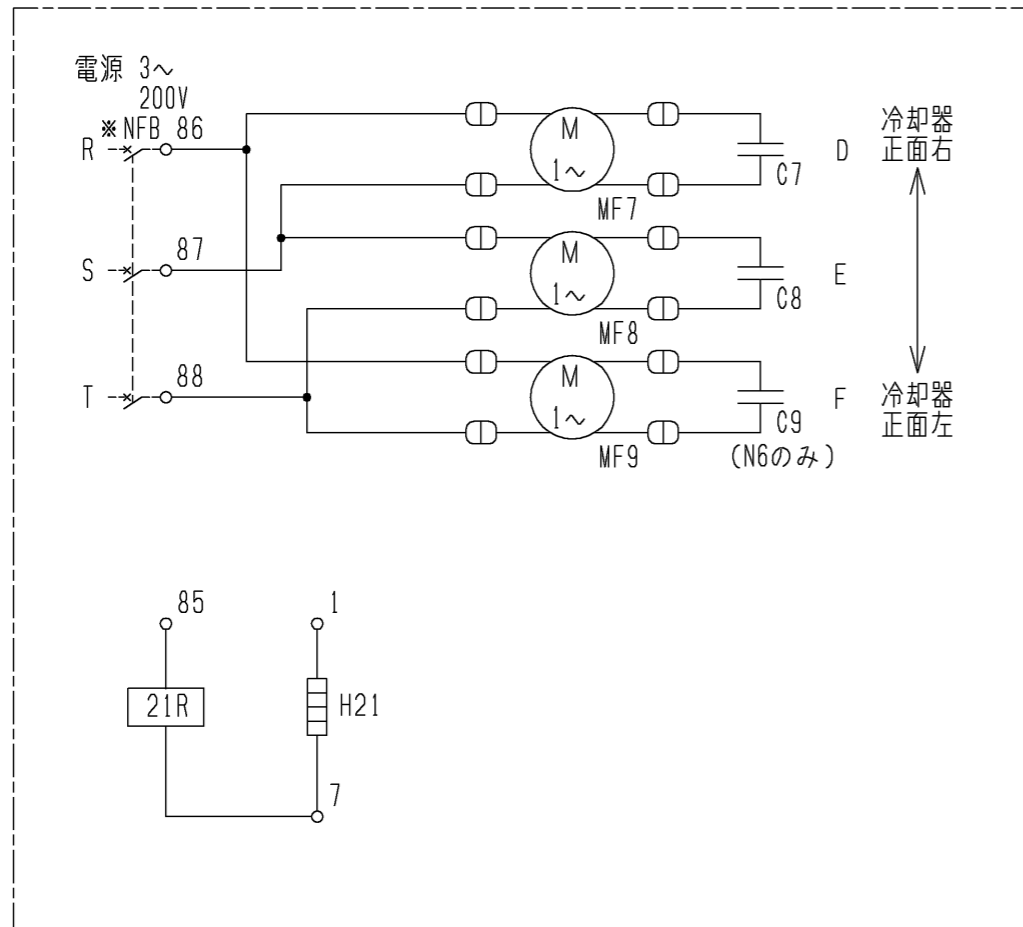 電源 3～
200V
※NFB 86
R
87
S
88
T
M
1～
MF7
C7
D
冷却器
正面右
M
1～
MF8
C8
E
M
1～
MF9
C9
(N6のみ)
F
冷却器
正面左
85
1
21R
H21
7